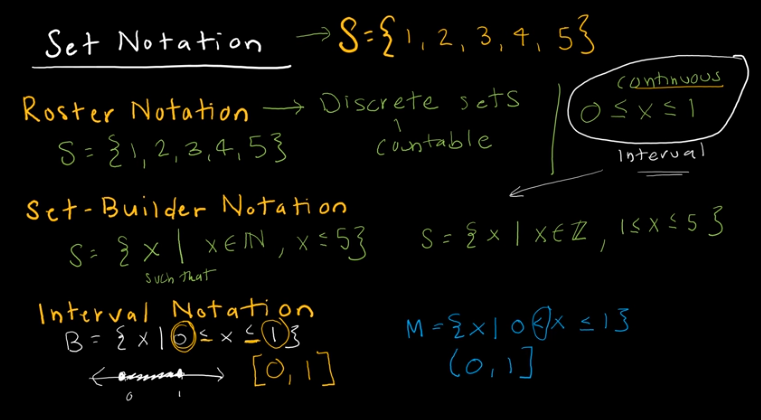 Set Notation → S = {1, 2, 3, 4, 5}
continuous
0 ≤ x ≤ 1
Interval
Roster Notation → Discrete sets
countable
S = {1, 2, 3, 4, 5}
Set-Builder Notation
S = {x | x ∈ ℕ, x ≤ 5}
such that
S = {x | x ∈ ℤ, 1 ≤ x ≤ 5}
Interval Notation
B = {x | 0 ≤ x ≤ 1}
0 1
[0, 1]
M = {x | 0 < x ≤ 1}
(0, 1]